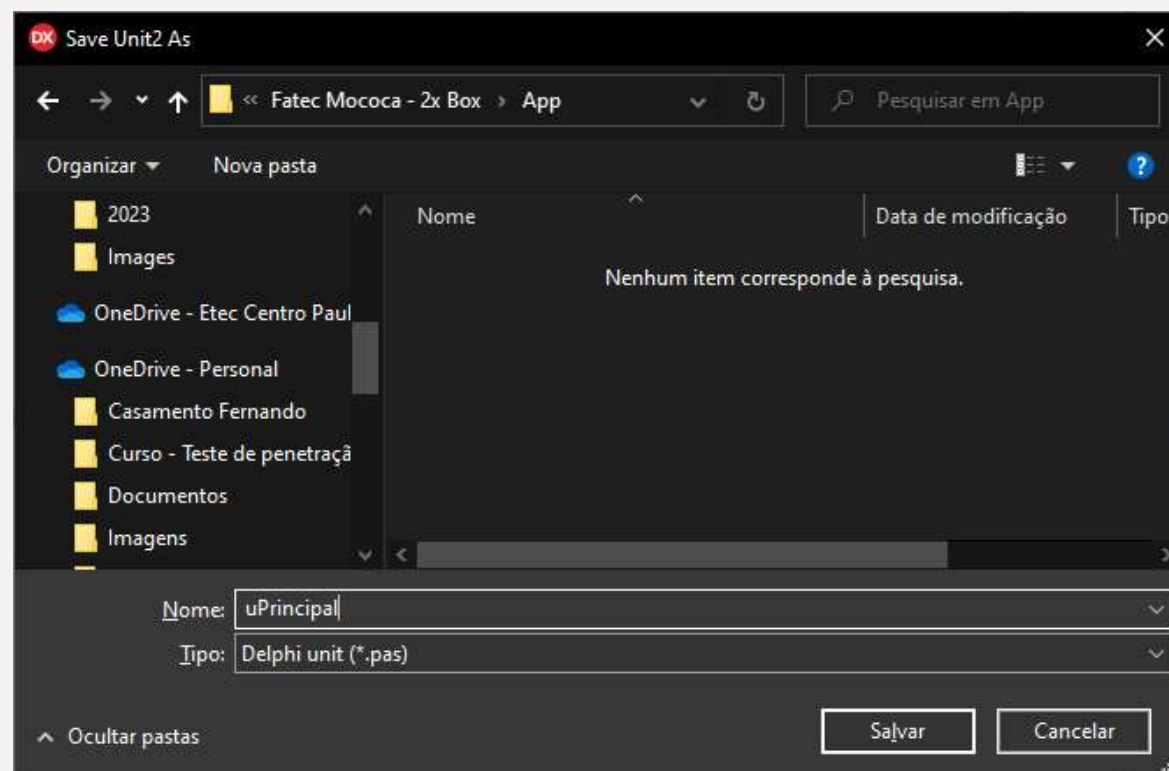 DX Save Unit2 As
« Fatec Mococa - 2x Box › App
Pesquisar em App
Organizar
Nova pasta
?
2023
Images
OneDrive - Etec Centro Paul
OneDrive - Personal
Casamento Fernando
Curso - Teste de penetraçã
Documentos
Imagens
Nome
Data de modificação
Tipo
Nenhum item corresponde à pesquisa.
Nome: uPrincipal
Tipo: Delphi unit (*.pas)
Ocultar pastas
Salvar
Cancelar